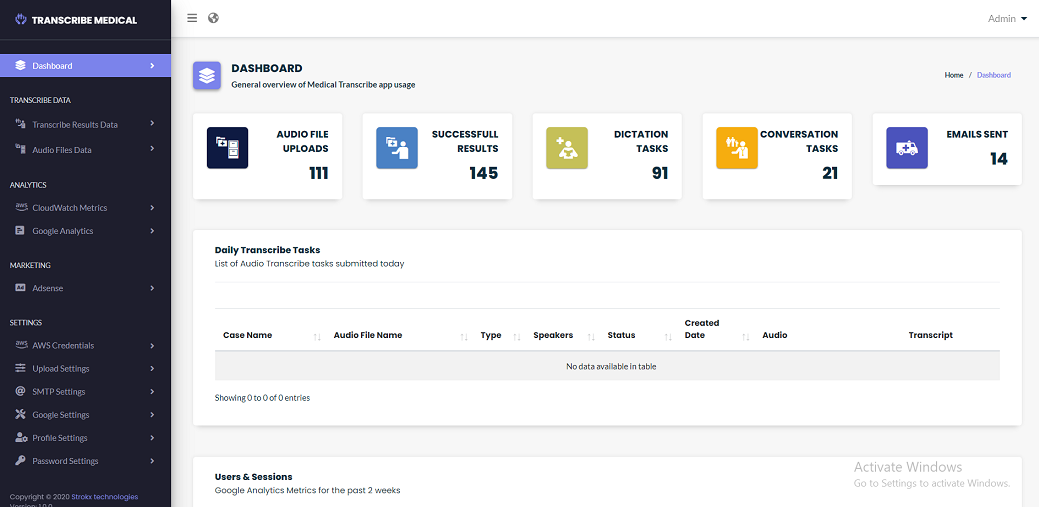 TRANSCRIBE MEDICAL
Admin
Dashboard
TRANSCRIBE DATA
Transcribe Results Data
Audio Files Data
ANALYTICS
aws CloudWatch Metrics
Google Analytics
MARKETING
Ad Adsense
SETTINGS
aws AWS Credentials
Upload Settings
SMTP Settings
Google Settings
Profile Settings
Password Settings
Copyright © 2020 Strokx technologies
Version: 1.0.0
DASHBOARD
General overview of Medical Transcribe app usage
Home / Dashboard
AUDIO FILE
UPLOADS
111
SUCCESSFULL
RESULTS
145
DICTATION
TASKS
91
CONVERSATION
TASKS
21
EMAILS SENT
14
Daily Transcribe Tasks
List of Audio Transcribe tasks submitted today
Case Name Audio File Name Type Speakers Status Created Date Audio Transcript
No data available in table
Showing 0 to 0 of 0 entries
Users & Sessions
Google Analytics Metrics for the past 2 weeks
Activate Windows
Go to Settings to activate Windows.